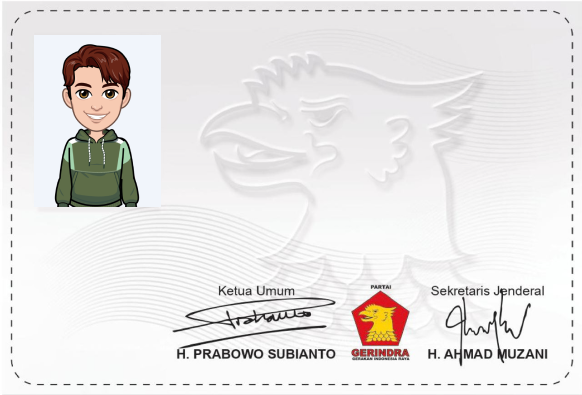 Ketua Umum
H. PRABOWO SUBIANTO
PARTAI
GERINDRA
GERAKAN INDONESIA RAYA
Sekretaris Jenderal
H. AHMAD MUZANI